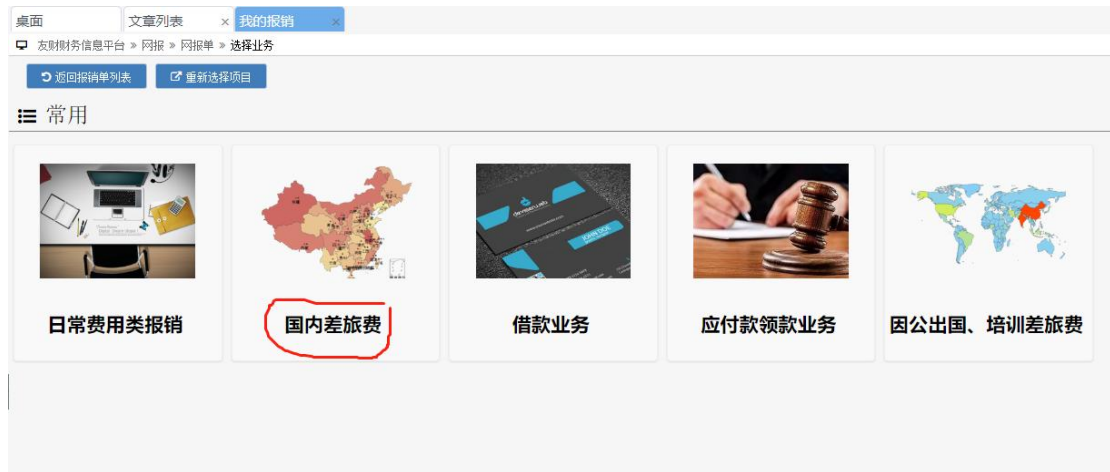 桌面 文章列表 × 我的报销 ×
友财财务信息平台 » 网报 » 网报单 » 选择业务
返回报销单列表 重新选择项目
常用
JOHN DOE
日常费用类报销 国内差旅费 借款业务 应付款领款业务 因公出国、培训差旅费